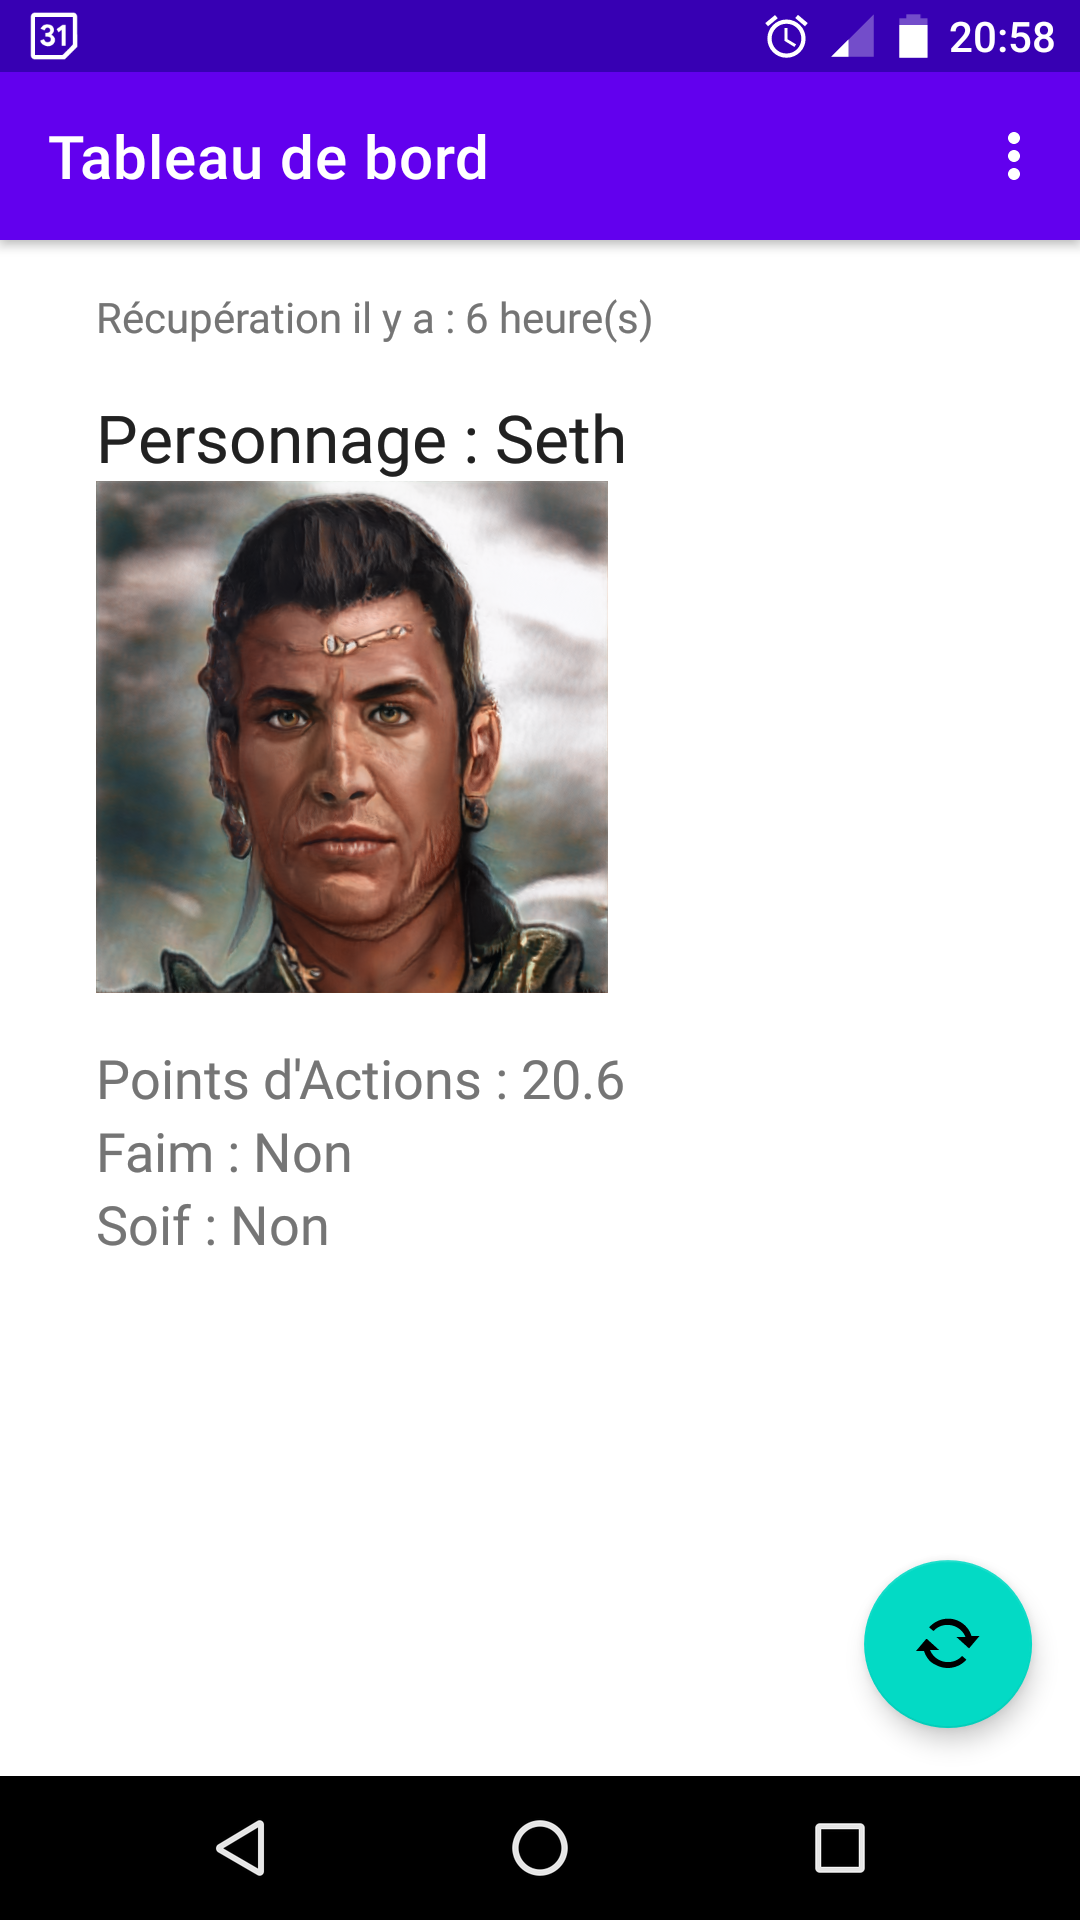 31
20:58
Tableau de bord
Récupération il y a : 6 heure(s)
Personnage : Seth
Points d'Actions : 20.6
Faim : Non
Soif : Non